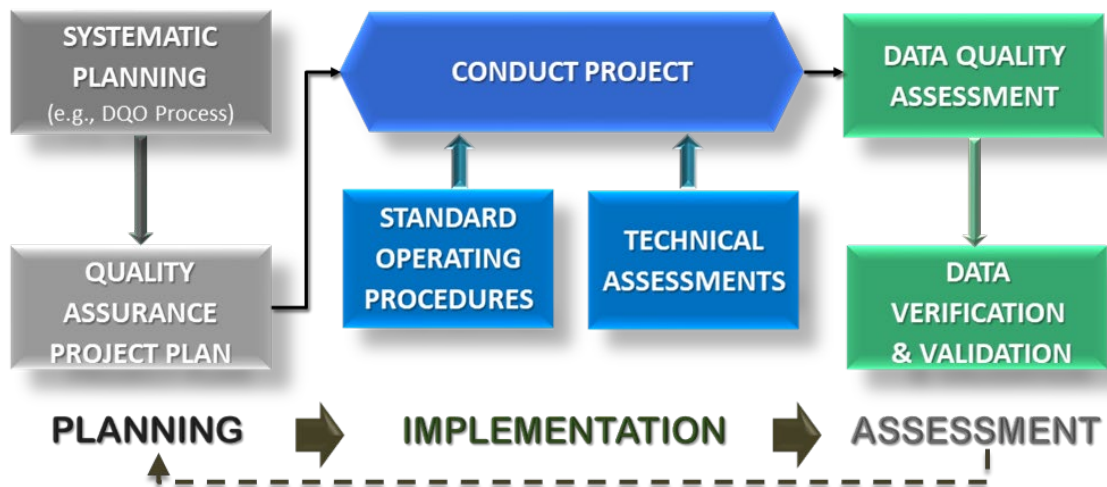 SYSTEMATIC
PLANNING
(e.g., DQO Process)
QUALITY
ASSURANCE
PROJECT PLAN
CONDUCT PROJECT
STANDARD
OPERATING
PROCEDURES
TECHNICAL
ASSESSMENTS
DATA QUALITY
ASSESSMENT
DATA
VERIFICATION
& VALIDATION
PLANNING
IMPLEMENTATION
ASSESSMENT